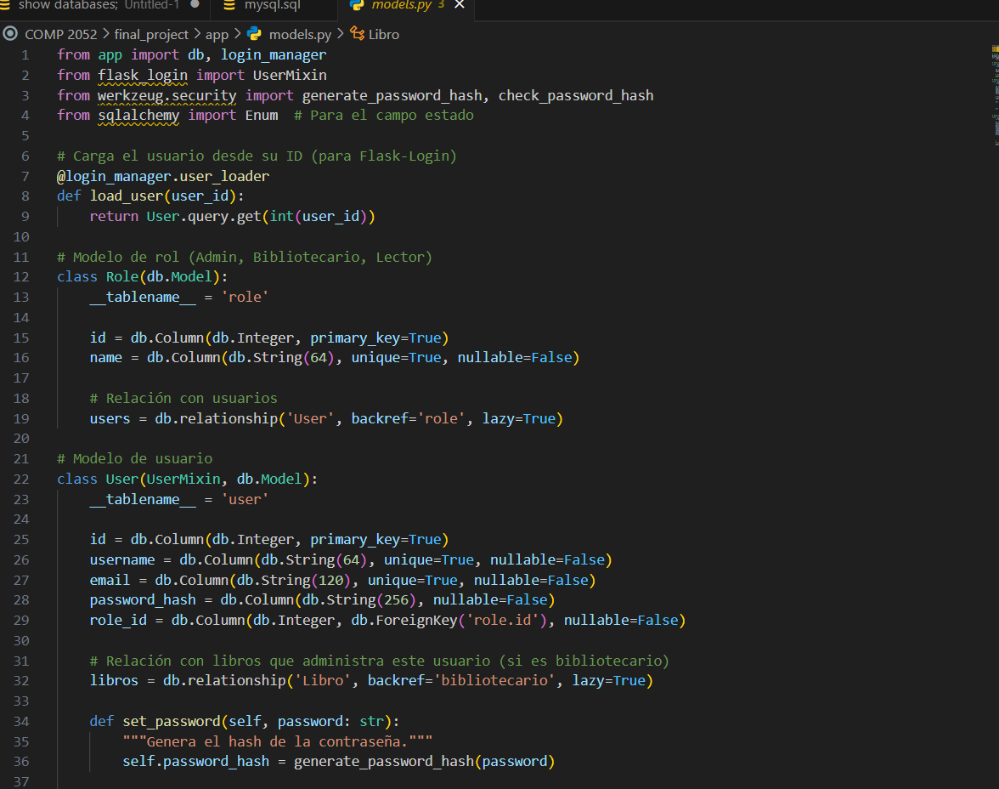 show databases; Untitled-1
mysql.sql
models.py 3
COMP 2052 > final_project > app > models.py > Libro
1 from app import db, login_manager
2 from flask_login import UserMixin
3 from werkzeug.security import generate_password_hash, check_password_hash
4 from sqlalchemy import Enum  # Para el campo estado
5
6 # Carga el usuario desde su ID (para Flask-Login)
7 @login_manager.user_loader
8 def load_user(user_id):
9     return User.query.get(int(user_id))
10
11 # Modelo de rol (Admin, Bibliotecario, Lector)
12 class Role(db.Model):
13     __tablename__ = 'role'
14
15     id = db.Column(db.Integer, primary_key=True)
16     name = db.Column(db.String(64), unique=True, nullable=False)
17
18     # Relación con usuarios
19     users = db.relationship('User', backref='role', lazy=True)
20
21 # Modelo de usuario
22 class User(UserMixin, db.Model):
23     __tablename__ = 'user'
24
25     id = db.Column(db.Integer, primary_key=True)
26     username = db.Column(db.String(64), unique=True, nullable=False)
27     email = db.Column(db.String(120), unique=True, nullable=False)
28     password_hash = db.Column(db.String(256), nullable=False)
29     role_id = db.Column(db.Integer, db.ForeignKey('role.id'), nullable=False)
30
31     # Relación con libros que administra este usuario (si es bibliotecario)
32     libros = db.relationship('Libro', backref='bibliotecario', lazy=True)
33
34     def set_password(self, password: str):
35         """Genera el hash de la contraseña."""
36         self.password_hash = generate_password_hash(password)
37